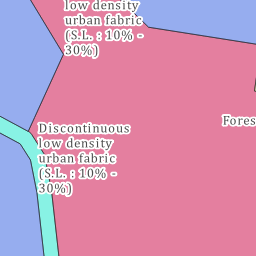 low density
urban fabric
(S.L. : 10% -
30%)
Fores
Discontinuous
low density
urban fabric
(S.L. : 10% -
30%)